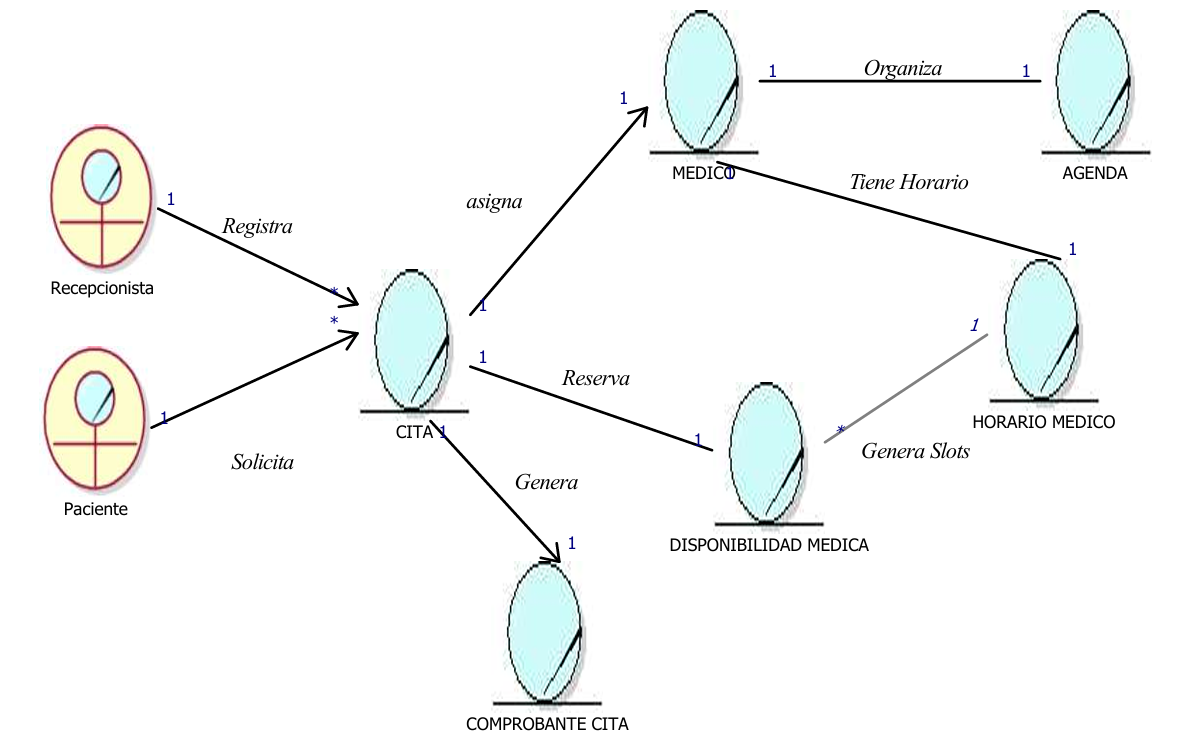 1
Organiza
1
1
MEDICO
1
AGENDA
Tiene Horario
1
asigna
1
Registra
*
Recepcionista
1
1
*
1
Reserva
1
CITA
1
1
Solicita
Paciente
1
HORARIO MEDICO
*
Genera Slots
Genera
1
DISPONIBILIDAD MEDICA
COMPROBANTE CITA